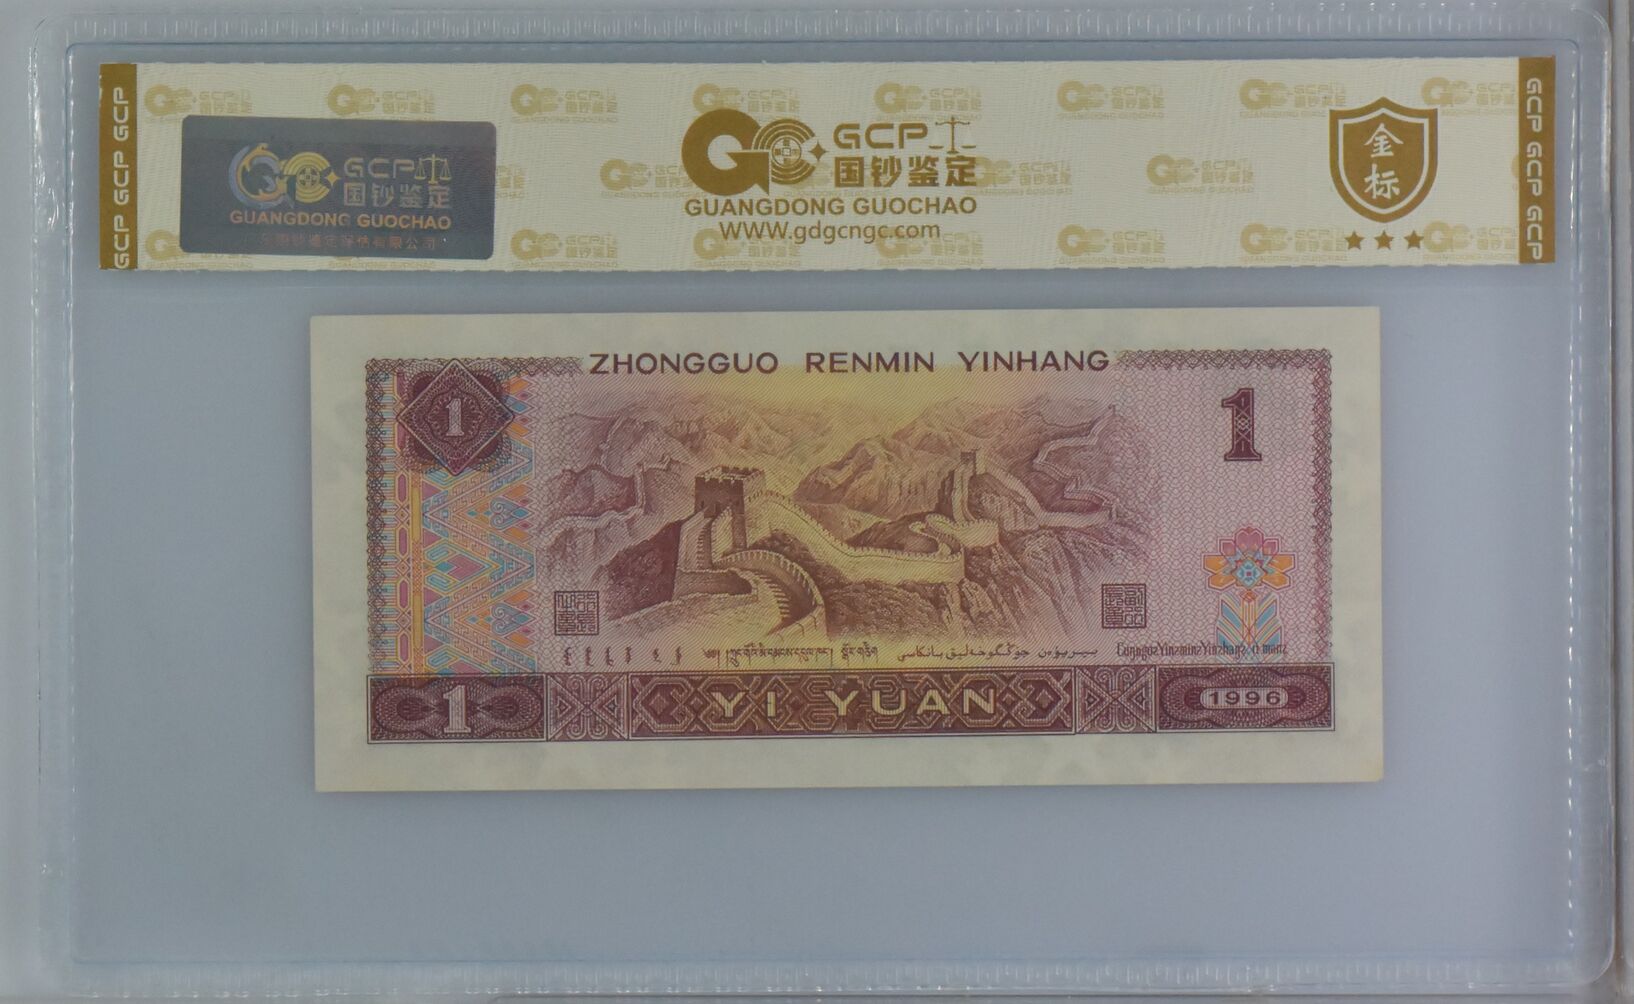 GCP GCP GCP
GCP
国钞鉴定
GUANGDONG GUOCHAO
GCP
国钞鉴定
GUANGDONG GUOCHAO
WWW.gdgcngc.com
金标
GCP GCP GCP
ZHONGGUO RENMIN YINHANG
1
1
1
YI YUAN
1996